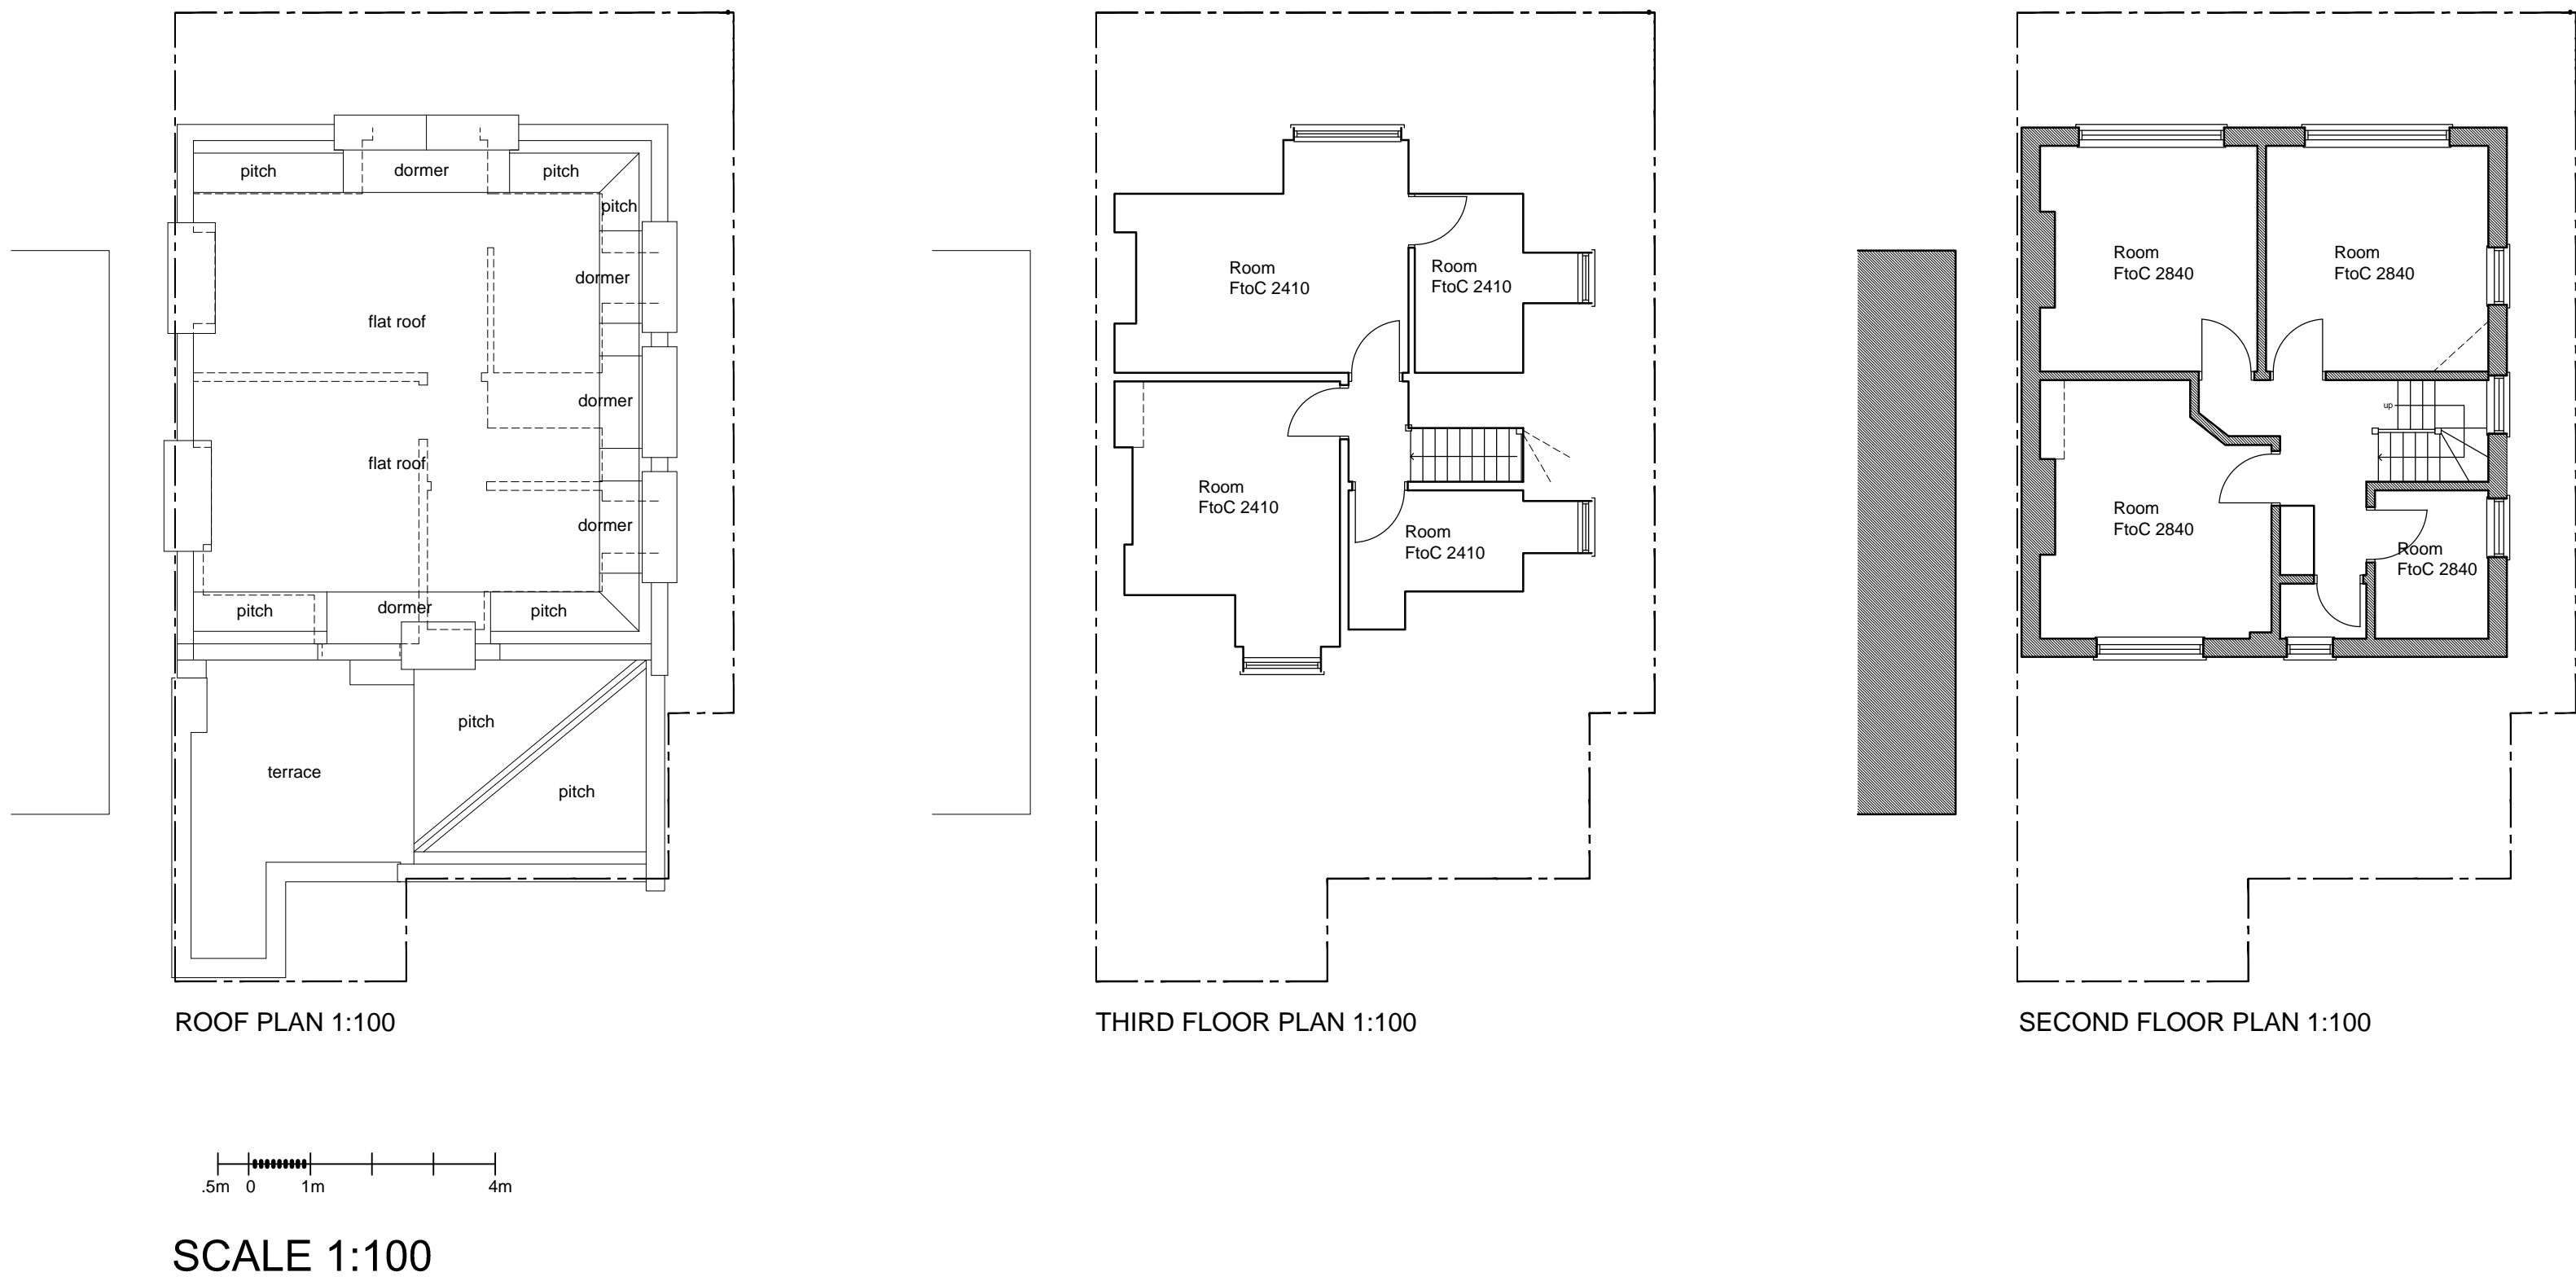 pitch
dormer
pitch
pitch
dormer
flat roof
dormer
flat roof
dormer
pitch
dormer
pitch
pitch
terrace
pitch
ROOF PLAN 1:100
Room
FtoC 2410
Room
FtoC 2410
Room
FtoC 2410
Room
FtoC 2410
THIRD FLOOR PLAN 1:100
Room
FtoC 2840
Room
FtoC 2840
up
Room
FtoC 2840
Room
FtoC 2840
SECOND FLOOR PLAN 1:100
.5m 0 1m 4m
SCALE 1:100